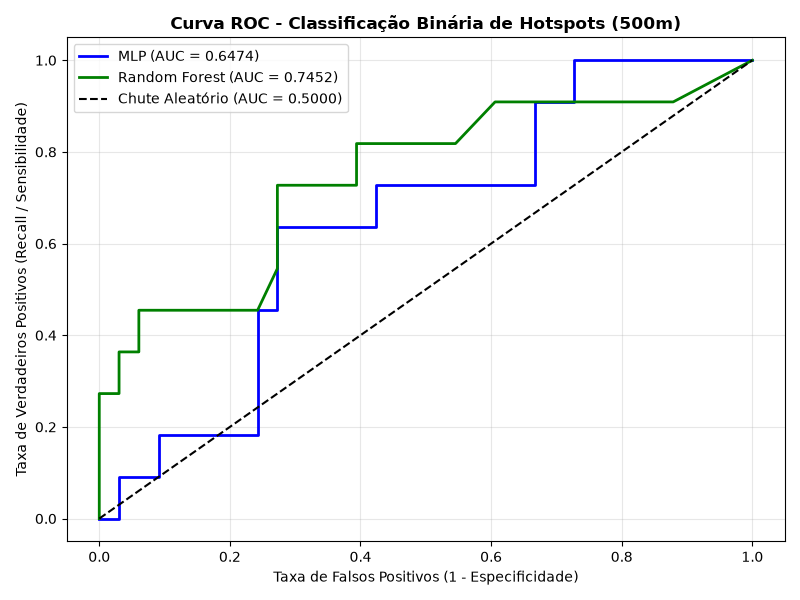 Curva ROC - Classificação Binária de Hotspots (500m)
MLP (AUC = 0.6474)
Random Forest (AUC = 0.7452)
Chute Aleatório (AUC = 0.5000)
Taxa de Verdadeiros Positivos (Recall / Sensibilidade)
1.0
0.8
0.6
0.4
0.2
0.0
0.0 0.2 0.4 0.6 0.8 1.0
Taxa de Falsos Positivos (1 - Especificidade)